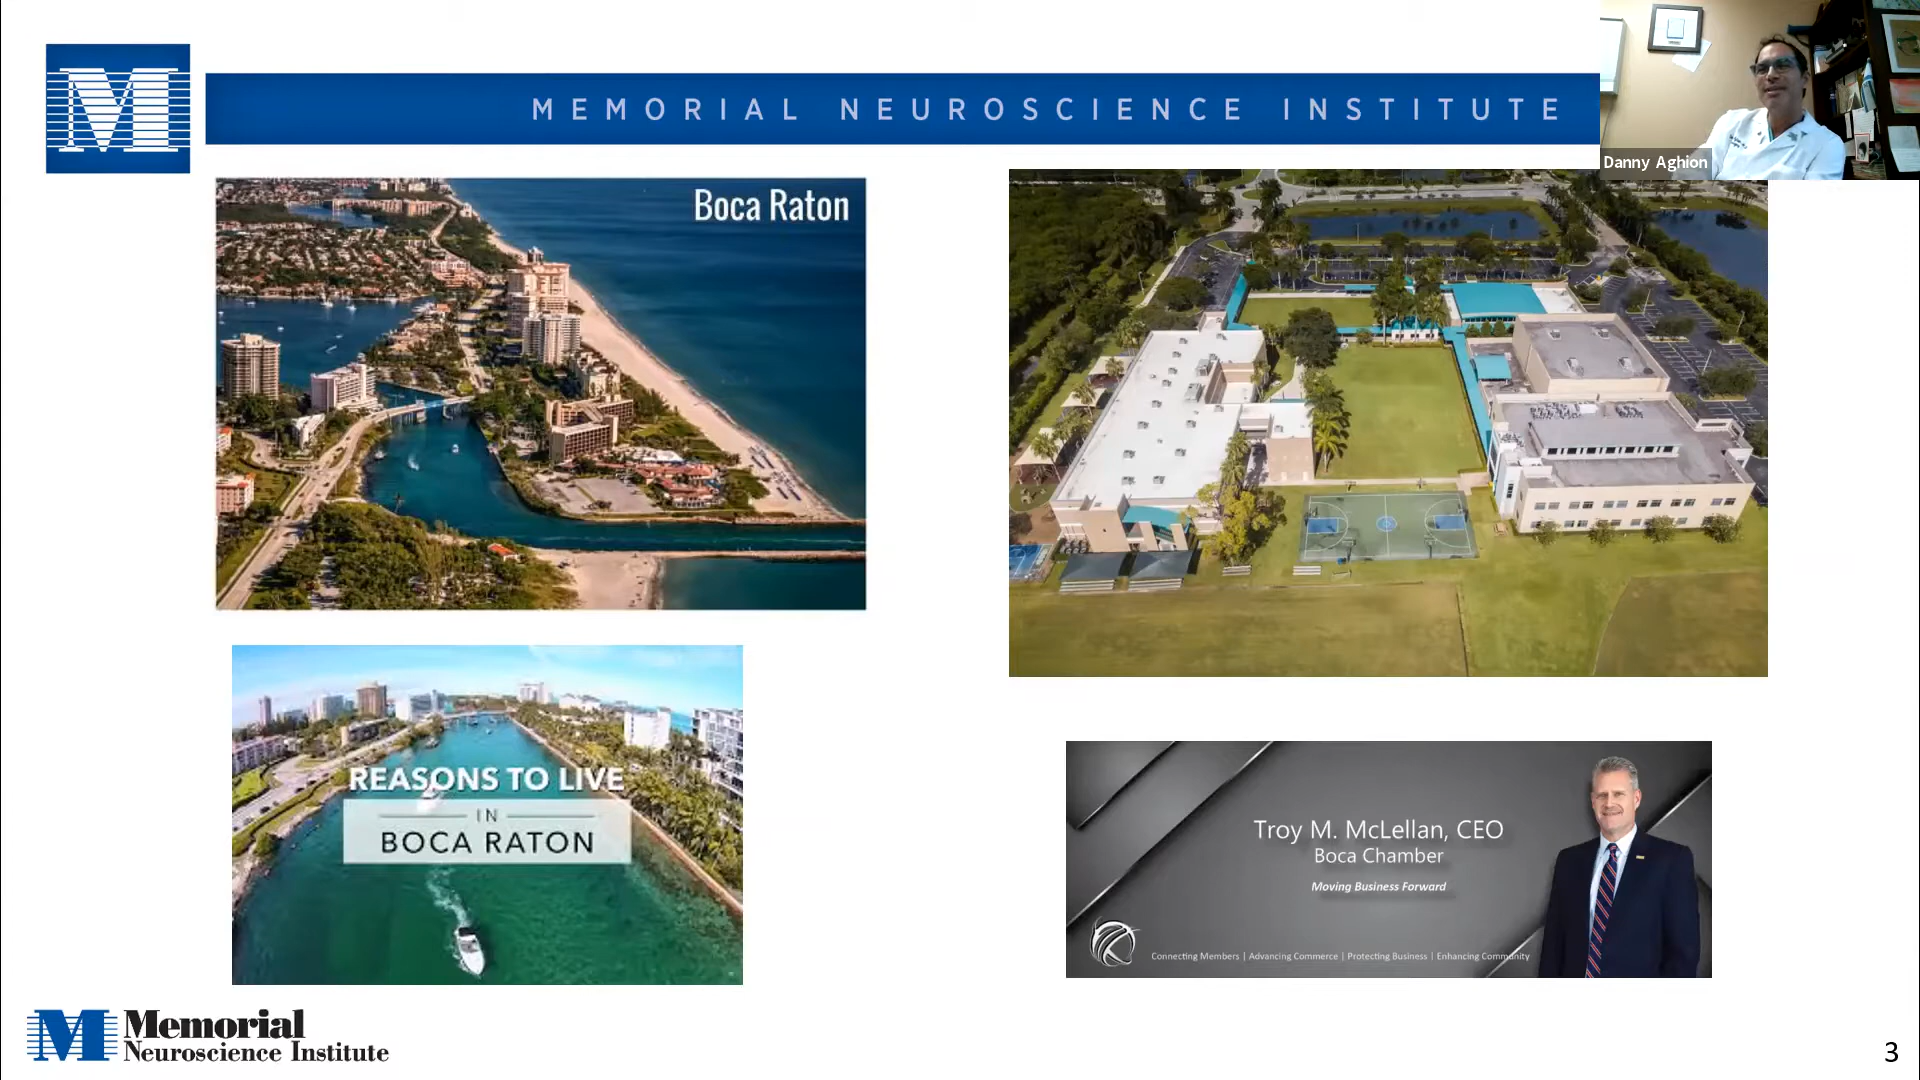 M
MEMORIAL NEUROSCIENCE INSTITUTE
Danny Aghion
Boca Raton
REASONS TO LIVE
IN
BOCA RATON
Troy M. McLellan, CEO
Boca Chamber
Moving Business Forward
Connecting Members | Advancing Commerce | Protecting Business | Enhancing Community
M Memorial
Neuroscience Institute
3